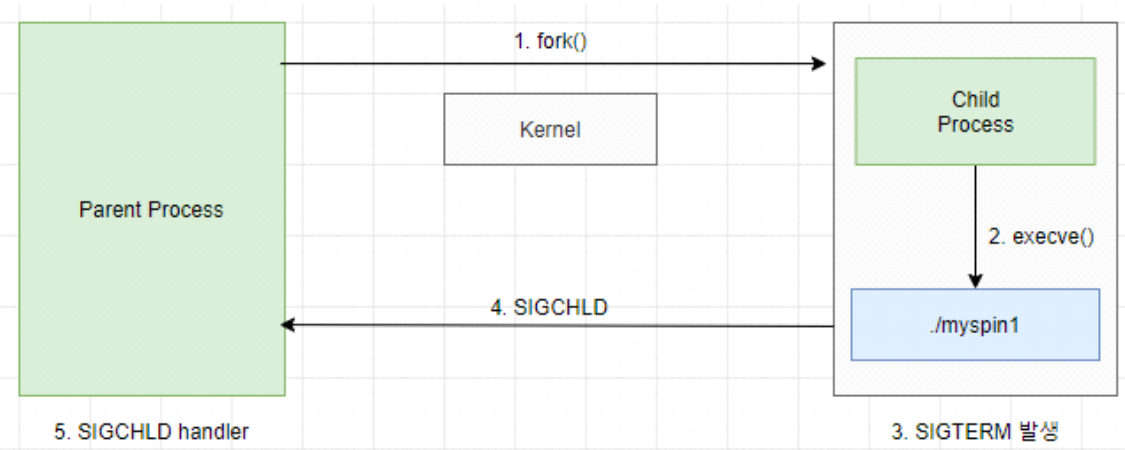 1. fork()
Child
Process
Kernel
Parent Process
2. execve()
4. SIGCHLD
./myspin1
5. SIGCHLD handler
3. SIGTERM 발생